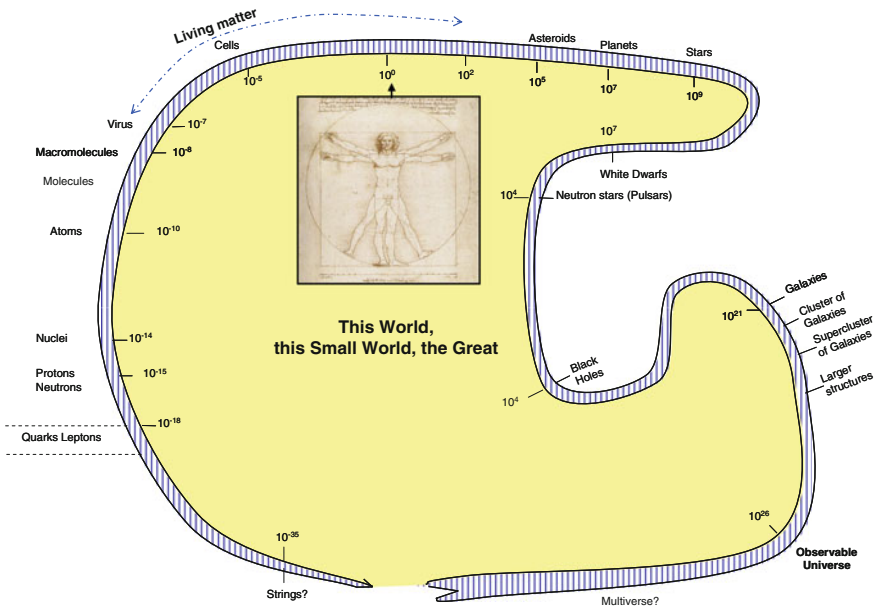 Living matter
Cells
Asteroids
Planets
Stars
10-5
100
102
105
107
109
Virus
10-7
Macromolecules
10-8
Molecules
Atoms
10-10
107
White Dwarfs
104
Neutron stars (Pulsars)
This World,
this Small World, the Great
Nuclei
10-14
Protons
Neutrons
10-15
10-18
Quarks Leptons
Black
Holes
104
Galaxies
1021
Cluster of
Galaxies
Supercluster
of Galaxies
Larger
structures
1026
Observable
Universe
10-35
Strings?
Multiverse?